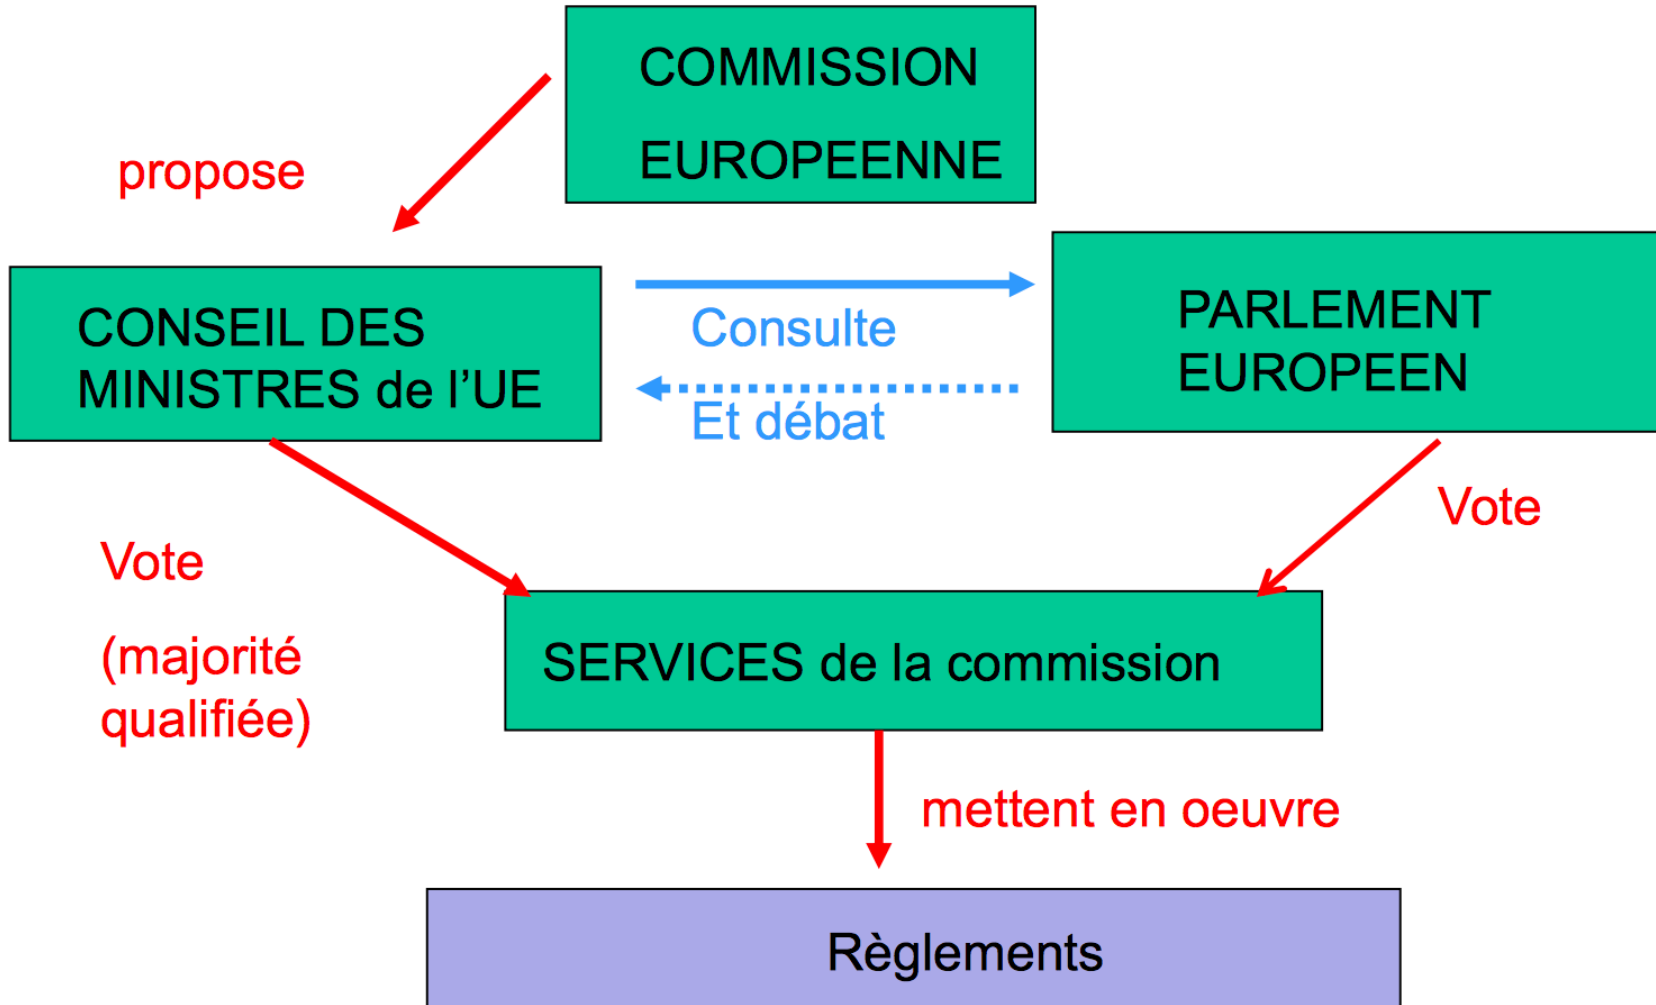 COMMISSION
EUROPEENNE
propose
CONSEIL DES
MINISTRES de l’UE
Consulte
Et débat
PARLEMENT
EUROPEEN
Vote
(majorité
qualifiée)
Vote
SERVICES de la commission
mettent en oeuvre
Règlements